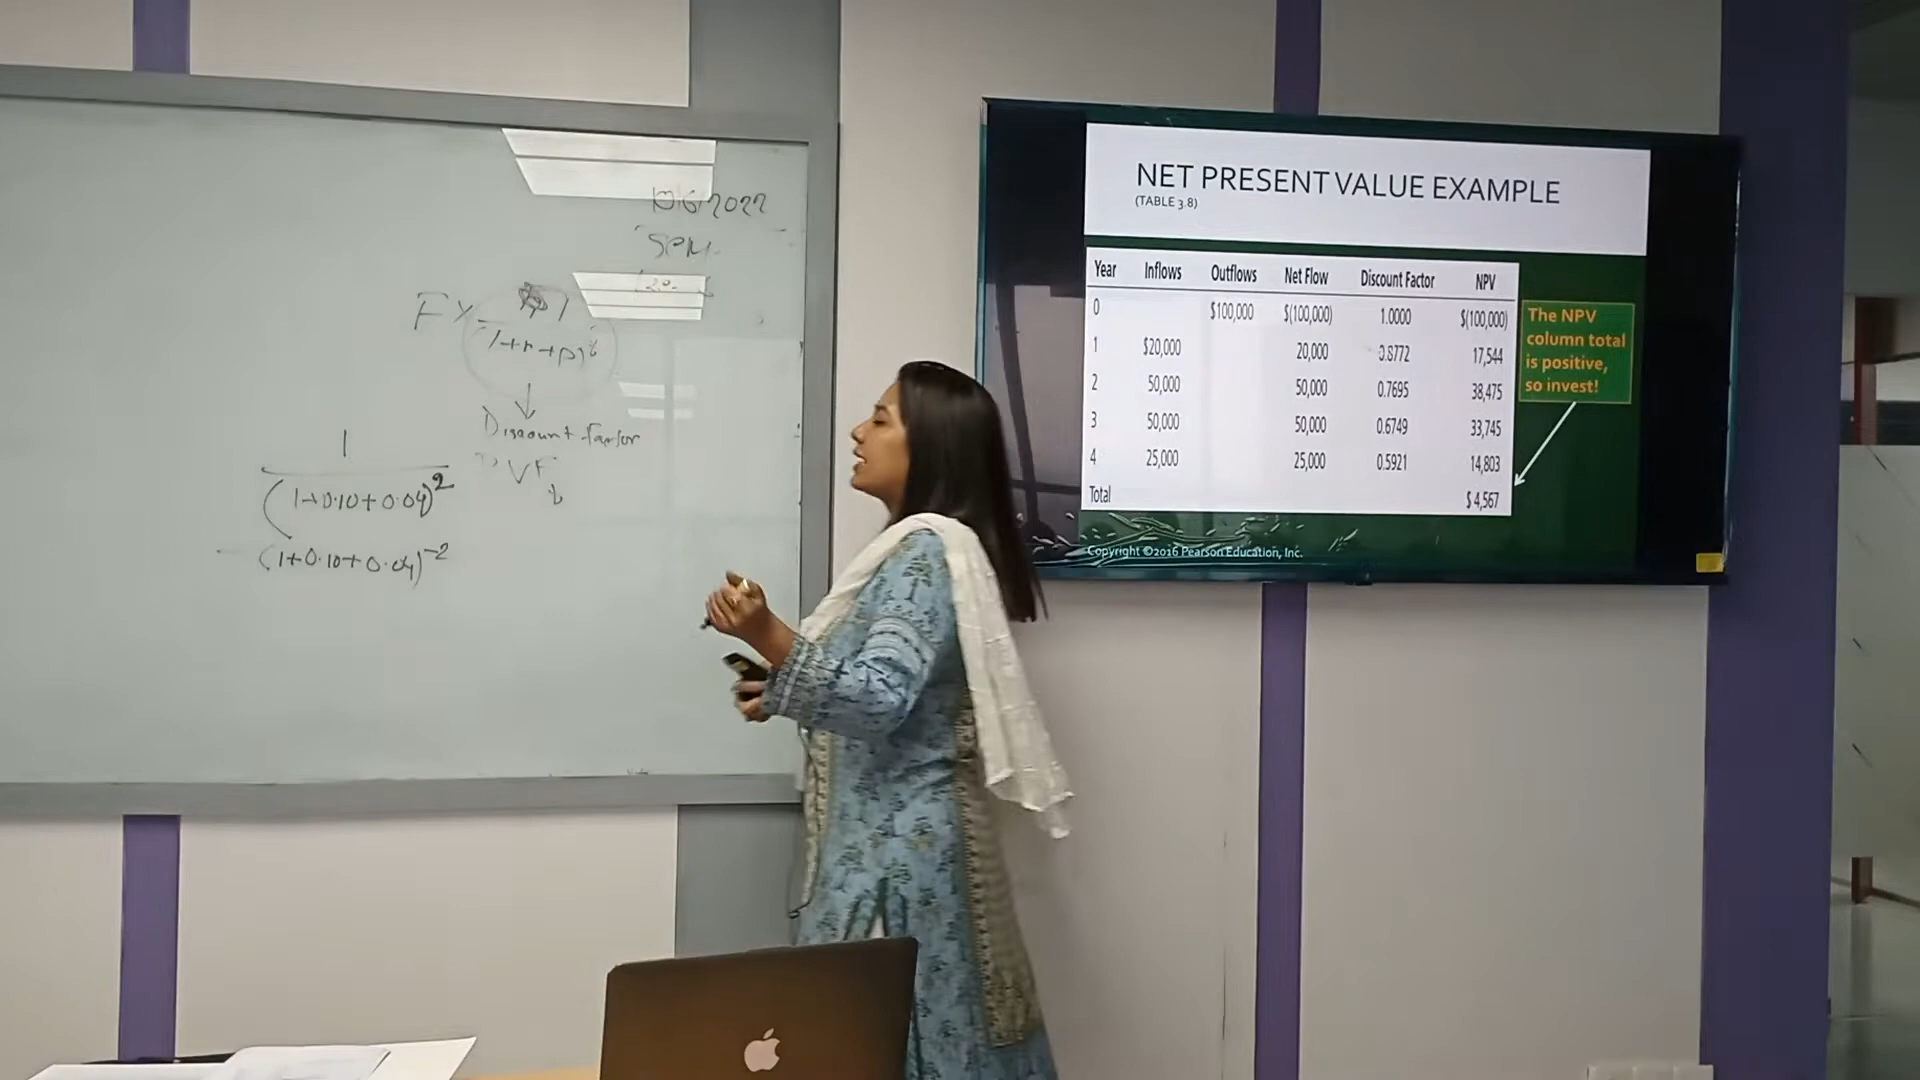 SPM
F×
1
(1+r+p)t
↓
Discount factor
PVFt
1
(1+0.10+0.04)2
(1+0.10+0.04)-2
NET PRESENT VALUE EXAMPLE
(TABLE 3.8)
Year Inflows Outflows Net Flow Discount Factor NPV
0 $100,000 $(100,000) 1.0000 $(100,000)
1 $20,000 20,000 0.8772 17,544
2 50,000 50,000 0.7695 38,475
3 50,000 50,000 0.6749 33,745
4 25,000 25,000 0.5921 14,803
Total $ 4,567
The NPV
column total
is positive,
so invest!
Copyright ©2016 Pearson Education, Inc.